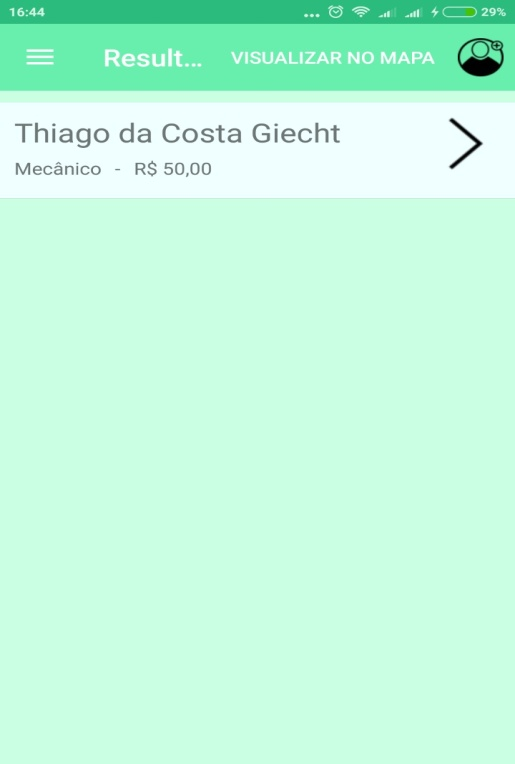 16:44
29%
Result... VISUALIZAR NO MAPA
Thiago da Costa Giecht
Mecânico - R$ 50,00